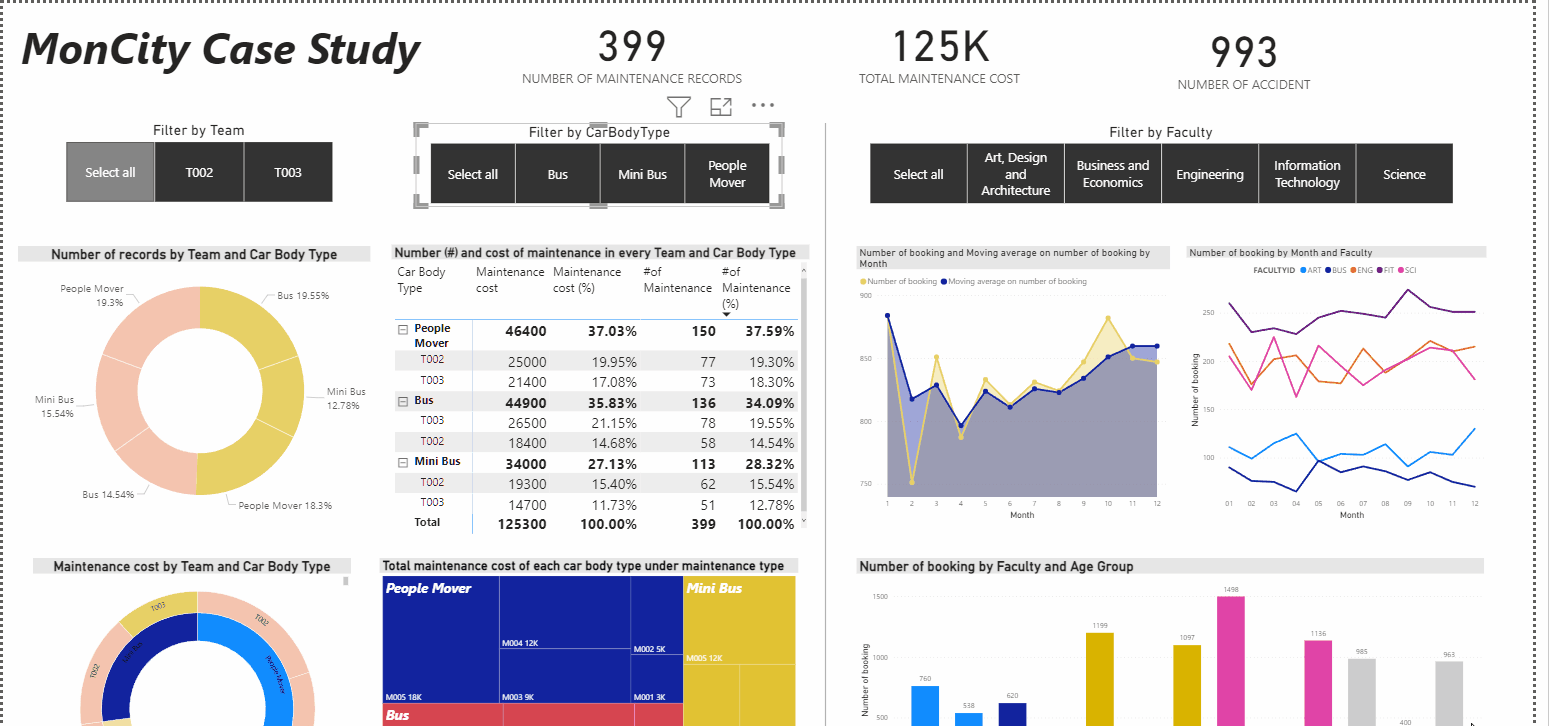 MonCity Case Study
399
NUMBER OF MAINTENANCE RECORDS
125K
TOTAL MAINTENANCE COST
993
NUMBER OF ACCIDENT
Filter by Team
Select all T002 T003
Filter by CarBodyType
Select all Bus Mini Bus People Mover
Filter by Faculty
Select all Art, Design and Architecture Business and Economics Engineering Information Technology Science
Number of records by Team and Car Body Type
People Mover
19.3%
Bus 19.55%
Mini Bus
15.54%
Mini Bus
12.78%
Bus 14.54%
People Mover 18.3%
Number (#) and cost of maintenance in every Team and Car Body Type
Car Body Type Maintenance cost Maintenance cost (%) #of Maintenance #of Maintenance (%)
People Mover 46400 37.03% 150 37.59%
T002 25000 19.95% 77 19.30%
T003 21400 17.08% 73 18.30%
Bus 44900 35.83% 136 34.09%
T003 26500 21.15% 78 19.55%
T002 18400 14.68% 58 14.54%
Mini Bus 34000 27.13% 113 28.32%
T002 19300 15.40% 62 15.54%
T003 14700 11.73% 51 12.78%
Total 125300 100.00% 399 100.00%
Number of booking and Moving average on number of booking by
Month
Number of booking Moving average on number of booking
900
850
800
750
1 2 3 4 5 6 7 8 9 10 11 12
Month
Number of booking by Month and Faculty
FACULTYID ART BUS ENG FIT SCI
Number of booking
250
200
150
100
01 02 03 04 05 06 07 08 09 10 11 12
Month
Maintenance cost by Team and Car Body Type
T003
T002
T002
Mini Bus
People Mover
Total maintenance cost of each car body type under maintenance type
People Mover
M005 18K
M004 12K
M003 9K
M002 5K
M001 3K
Mini Bus
M005 12K
Bus
Number of booking by Faculty and Age Group
Number of booking
1500
1000
500
760
538
620
1199
1097
1498
1136
985
400
963